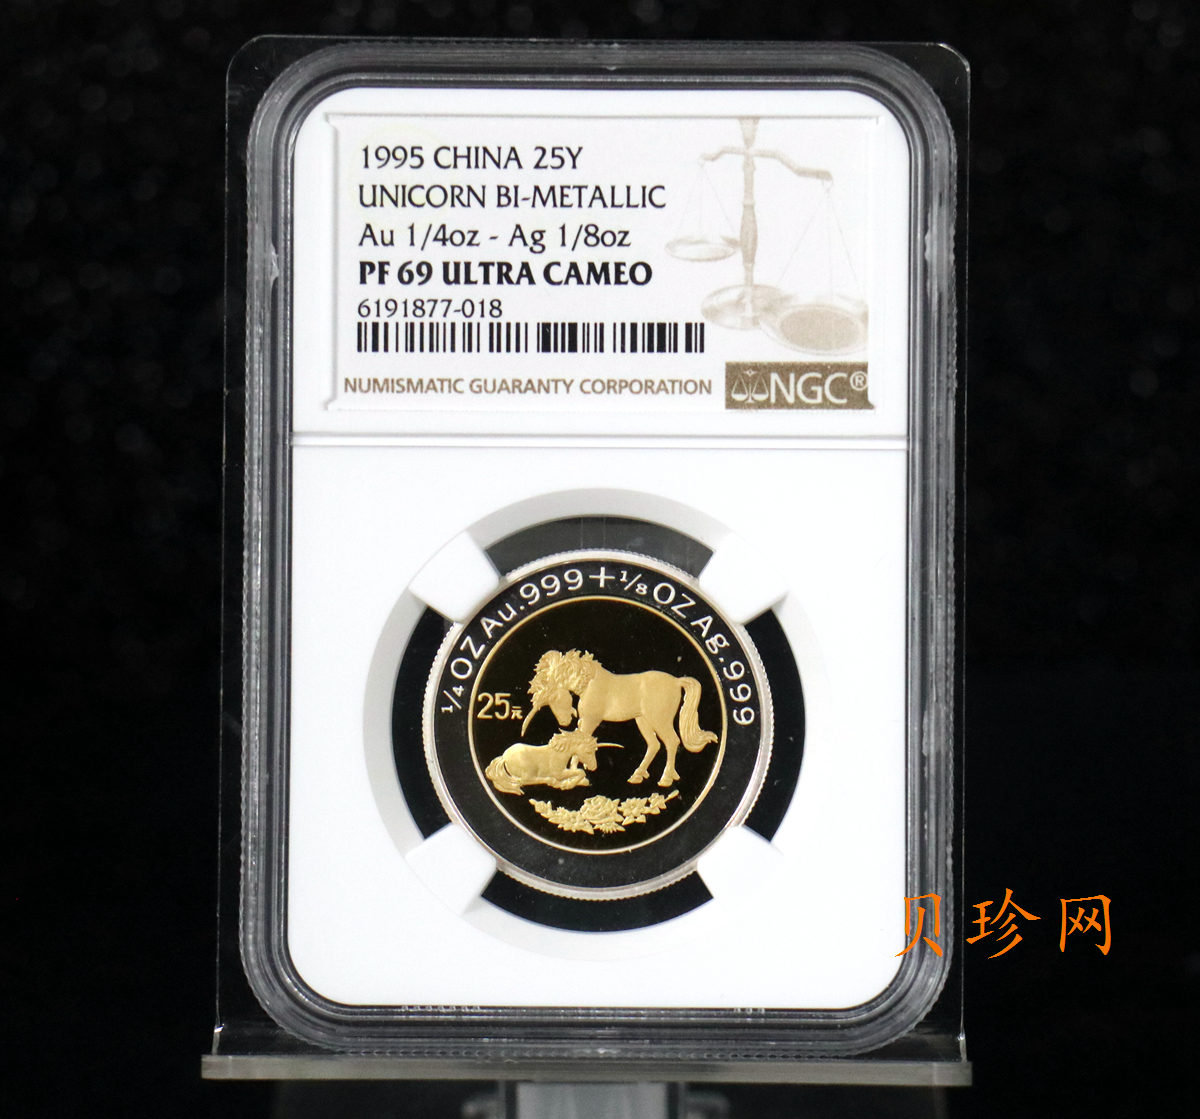 1995 CHINA 25Y
UNICORN BI-METALLIC
Au 1/4oz - Ag 1/8oz
PF 69 ULTRA CAMEO
6191877-018
NUMISMATIC GUARANTY CORPORATION NGC®
¼OZ Au.999+⅛OZ Ag.999
25元
贝珍网